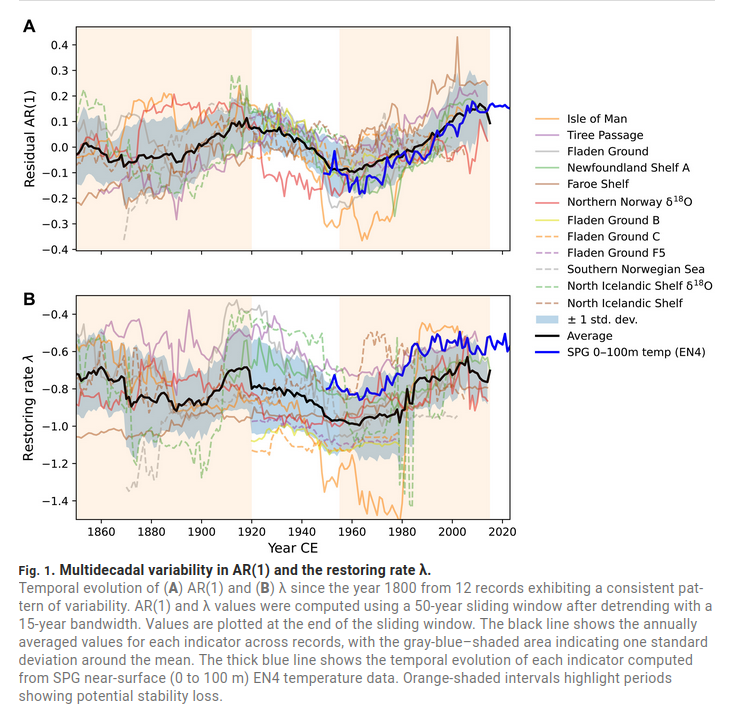 A
Residual AR(1)
0.4
0.3
0.2
0.1
0.0
−0.1
−0.2
−0.3
−0.4
Isle of Man
Tiree Passage
Fladen Ground
Newfoundland Shelf A
Faroe Shelf
Northern Norway δ¹⁸O
Fladen Ground B
Fladen Ground C
Fladen Ground F5
Southern Norwegian Sea
North Icelandic Shelf δ¹⁸O
North Icelandic Shelf
± 1 std. dev.
Average
SPG 0–100m temp (EN4)
B
Restoring rate λ
−0.4
−0.6
−0.8
−1.0
−1.2
−1.4
1860 1880 1900 1920 1940 1960 1980 2000 2020
Year CE
Fig. 1. Multidecadal variability in AR(1) and the restoring rate λ.
Temporal evolution of (A) AR(1) and (B) λ since the year 1800 from 12 records exhibiting a consistent pat-
tern of variability. AR(1) and λ values were computed using a 50-year sliding window after detrending with a
15-year bandwidth. Values are plotted at the end of the sliding window. The black line shows the annually
averaged values for each indicator across records, with the gray-blue–shaded area indicating one standard
deviation around the mean. The thick blue line shows the temporal evolution of each indicator computed
from SPG near-surface (0 to 100 m) EN4 temperature data. Orange-shaded intervals highlight periods
showing potential stability loss.